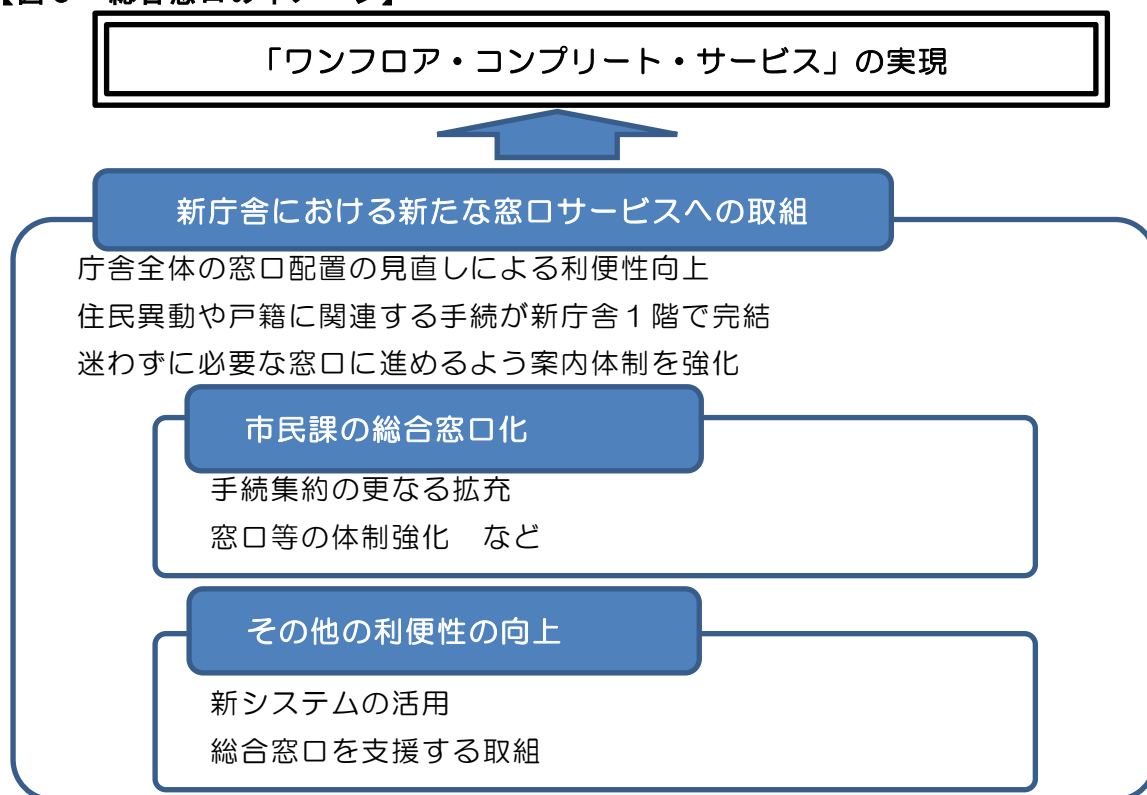 「ワンフロア・コンプリート・サービス」の実現
新庁舎における新たな窓口サービスへの取組
庁舎全体の窓口配置の見直しによる利便性向上
住民異動や戸籍に関連する手続が新庁舎1階で完結
迷わずに必要な窓口に進めるよう案内体制を強化
市民課の総合窓口化
手続集約の更なる拡充
窓口等の体制強化　など
その他の利便性の向上
新システムの活用
総合窓口を支援する取組